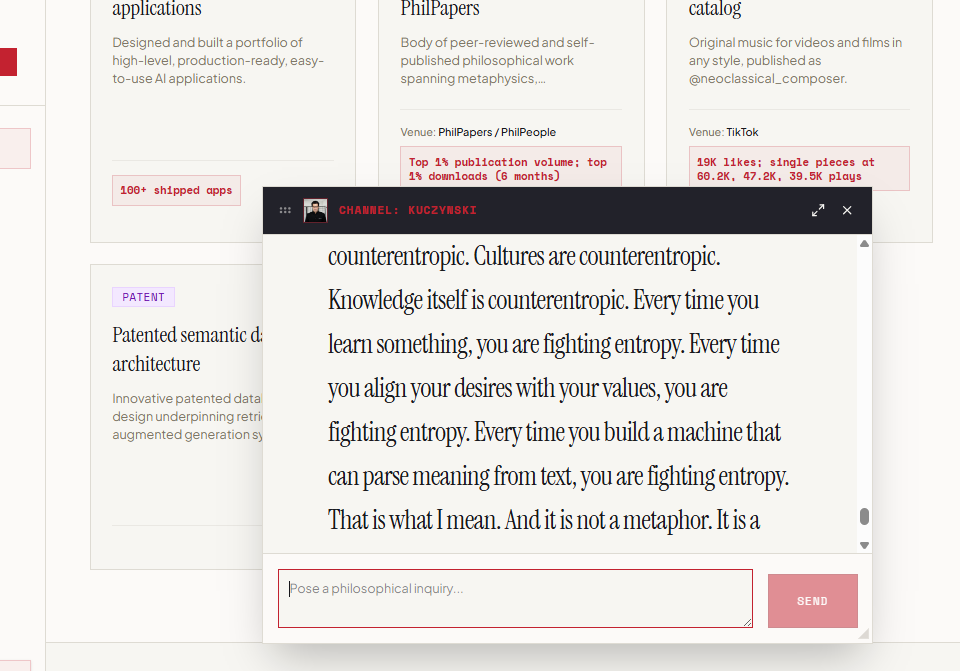 applications
Designed and built a portfolio of
high-level, production-ready, easy-
to-use AI applications.
100+ shipped apps
PhilPapers
Body of peer-reviewed and self-
published philosophical work
spanning metaphysics,...
Venue: PhilPapers / PhilPeople
Top 1% publication volume; top
1% downloads (6 months)
catalog
Original music for videos and films in
any style, published as
@neoclassical_composer.
Venue: TikTok
19K likes; single pieces at
60.2K, 47.2K, 39.5K plays
PATENT
Patented semantic da
architecture
Innovative patented data
design underpinning retri
augmented generation sy
CHANNEL: KUCZYNSKI
counterentropic. Cultures are counterentropic.
Knowledge itself is counterentropic. Every time you
learn something, you are fighting entropy. Every time
you align your desires with your values, you are
fighting entropy. Every time you build a machine that
can parse meaning from text, you are fighting entropy.
That is what I mean. And it is not a metaphor. It is a
Pose a philosophical inquiry...
SEND